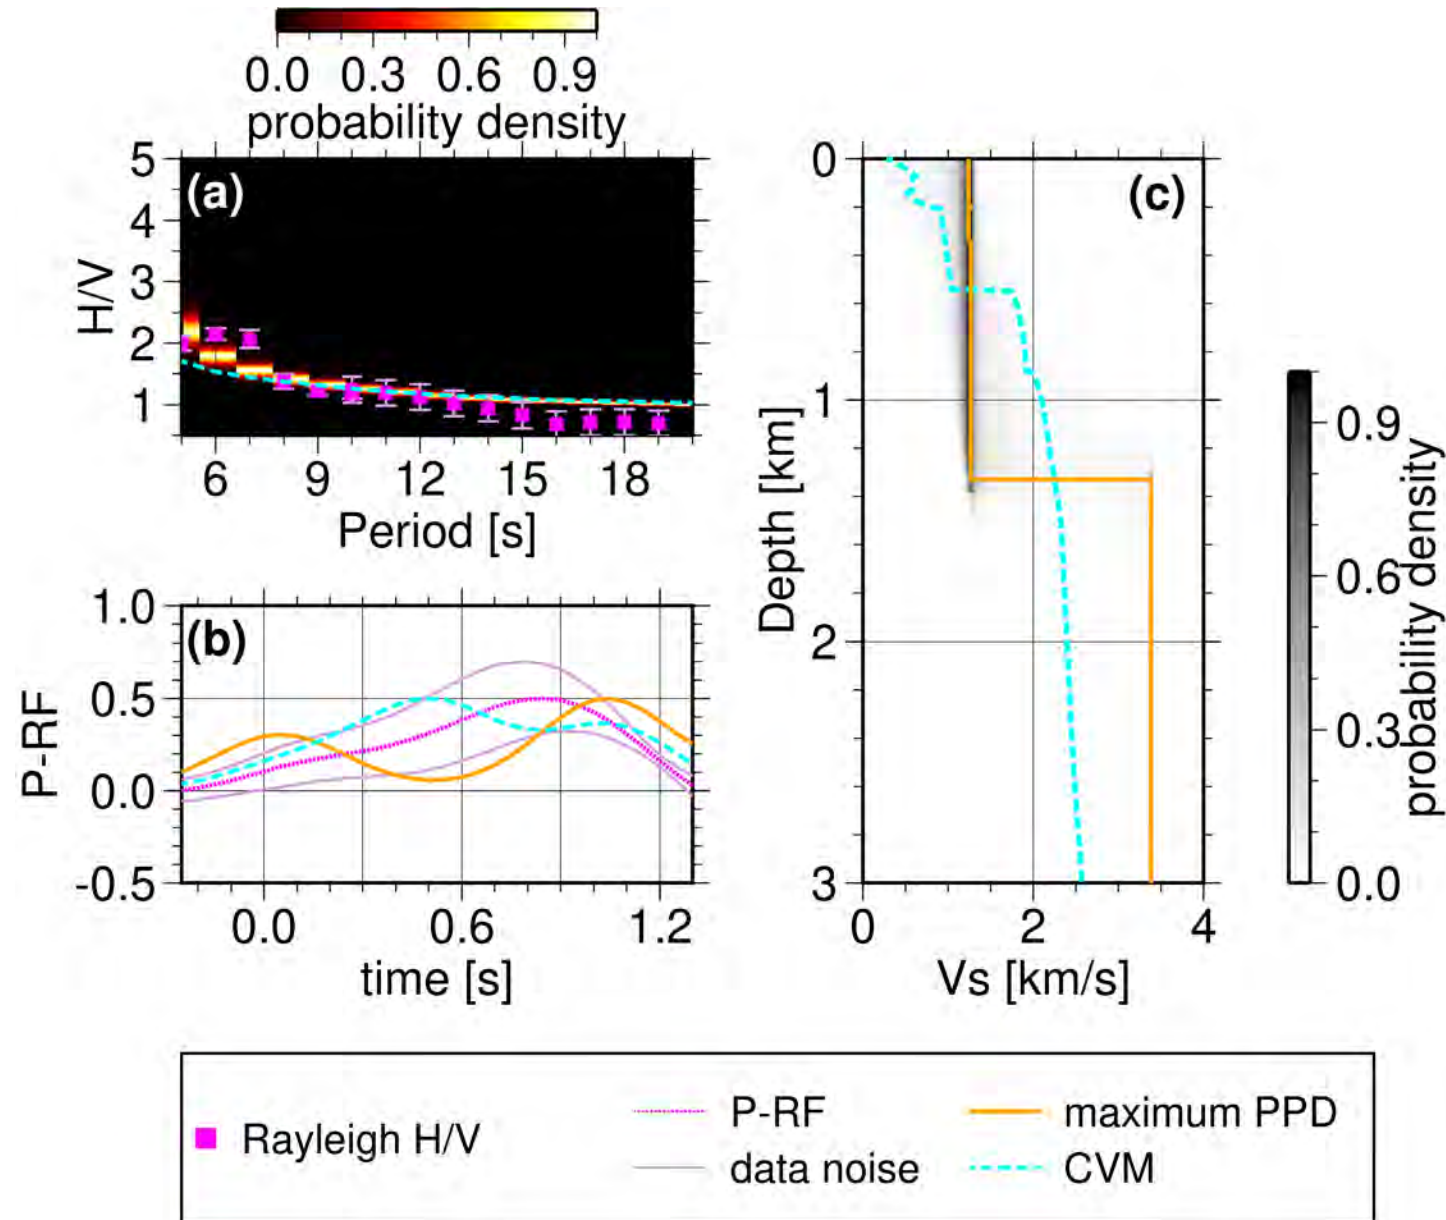 0.0 0.3 0.6 0.9
probability density
(a)
5
4
3
2
1
H/V
6 9 12 15 18
Period [s]
(b)
1.0
0.5
0.0
-0.5
P-RF
0.0 0.6 1.2
time [s]
(c)
0
1
2
3
Depth [km]
0 2 4
Vs [km/s]
0.9
0.6
0.3
0.0
probability density
Rayleigh H/V
P-RF
data noise
maximum PPD
CVM